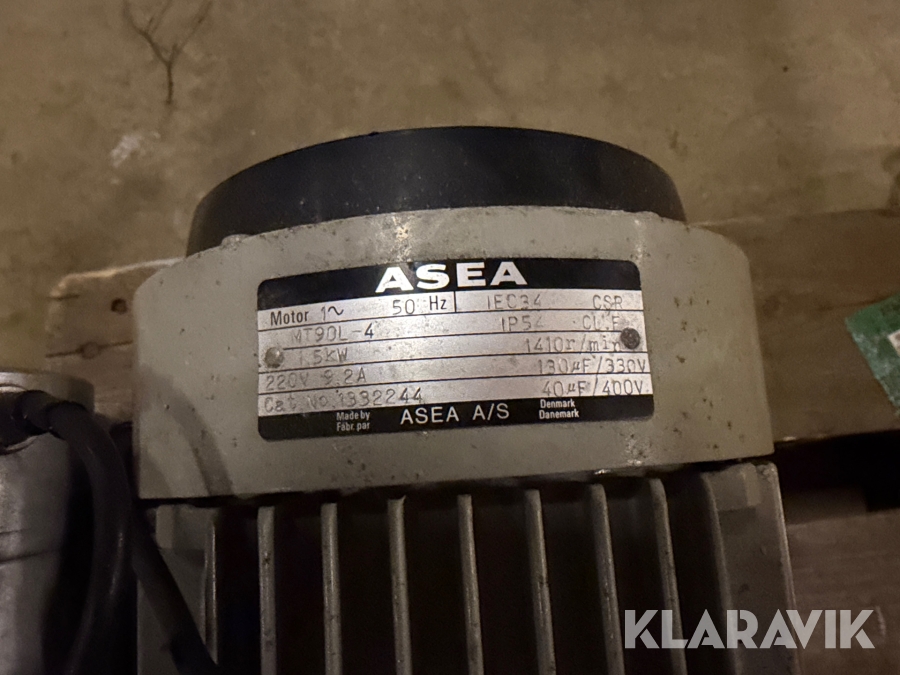 ASEA
Motor 1~ 50 Hz IEC34 CSR
MT90L-4 IP54 CL.F
1.5kW 1410r/min
220V 9.2A 130µF/330V
Cat.No.1332244 40µF/400V
Made by Fabr. par ASEA A/S Denmark Danemark
KLARAVIK